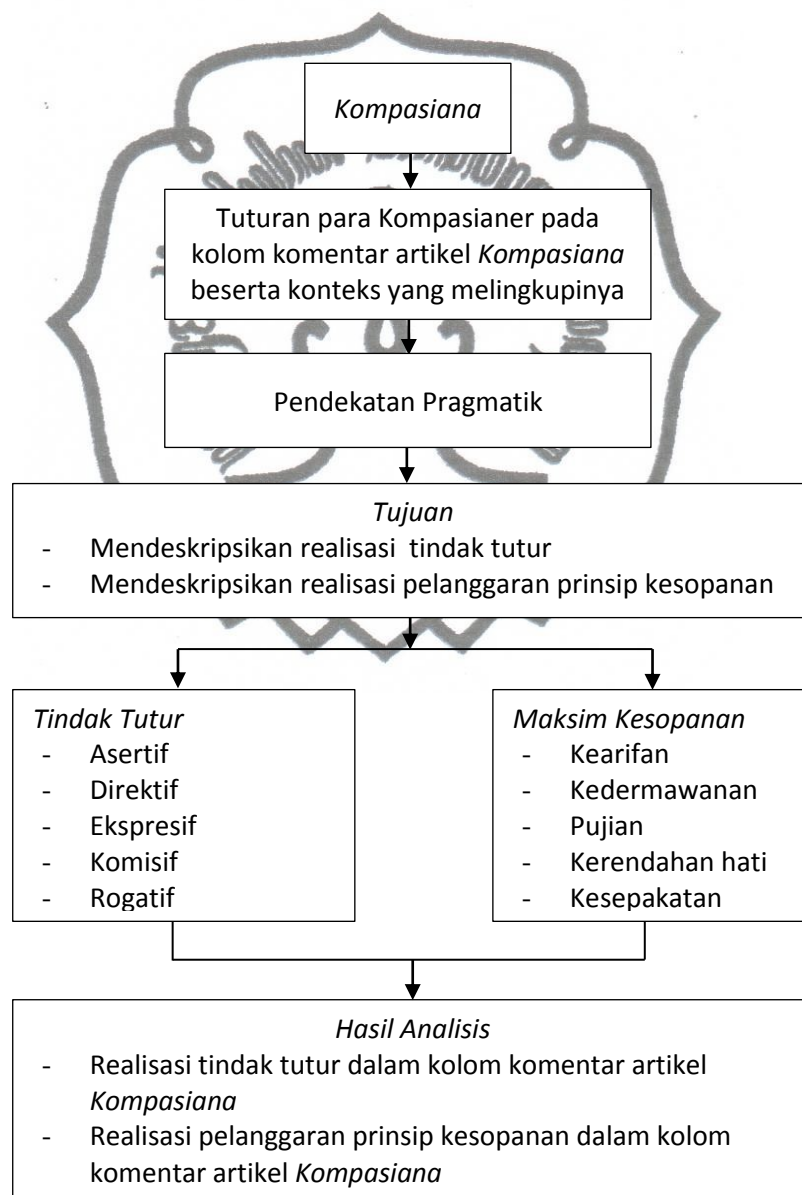 Kompasiana
Tuturan para Kompasianer pada
kolom komentar artikel Kompasiana
beserta konteks yang melingkupinya
Pendekatan Pragmatik
Tujuan
- Mendeskripsikan realisasi tindak tutur
- Mendeskripsikan realisasi pelanggaran prinsip kesopanan
Tindak Tutur
- Asertif
- Direktif
- Ekspresif
- Komisif
- Rogatif
Maksim Kesopanan
- Kearifan
- Kedermawanan
- Pujian
- Kerendahan hati
- Kesepakatan
Hasil Analisis
- Realisasi tindak tutur dalam kolom komentar artikel
Kompasiana
- Realisasi pelanggaran prinsip kesopanan dalam kolom
komentar artikel Kompasiana